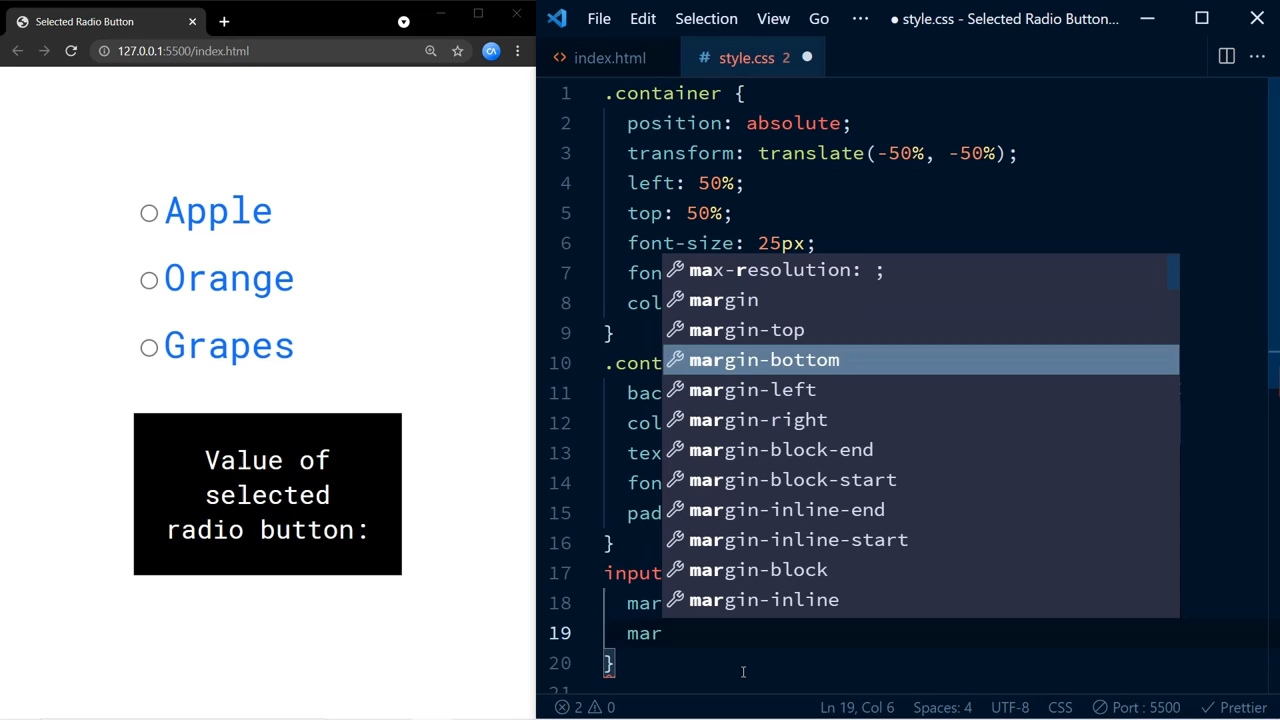 Selected Radio Button
127.0.0.1:5500/index.html
Apple
Orange
Grapes
Value of
selected
radio button:
File Edit Selection View Go ··· ● style.css - Selected Radio Button...
<> index.html
# style.css 2 ●
1 .container {
2 position: absolute;
3 transform: translate(-50%, -50%);
4 left: 50%;
5 top: 50%;
6 font-size: 25px;
7 fon
8 col
9 }
10 .cont
11 bac
12 col
13 tex
14 fon
15 pad
16 }
17 input
18 mar
19 mar
20 }
21
max-resolution: ;
margin
margin-top
margin-bottom
margin-left
margin-right
margin-block-end
margin-block-start
margin-inline-end
margin-inline-start
margin-block
margin-inline
2 0 Ln 19, Col 6 Spaces: 4 UTF-8 CSS Port : 5500 Prettier